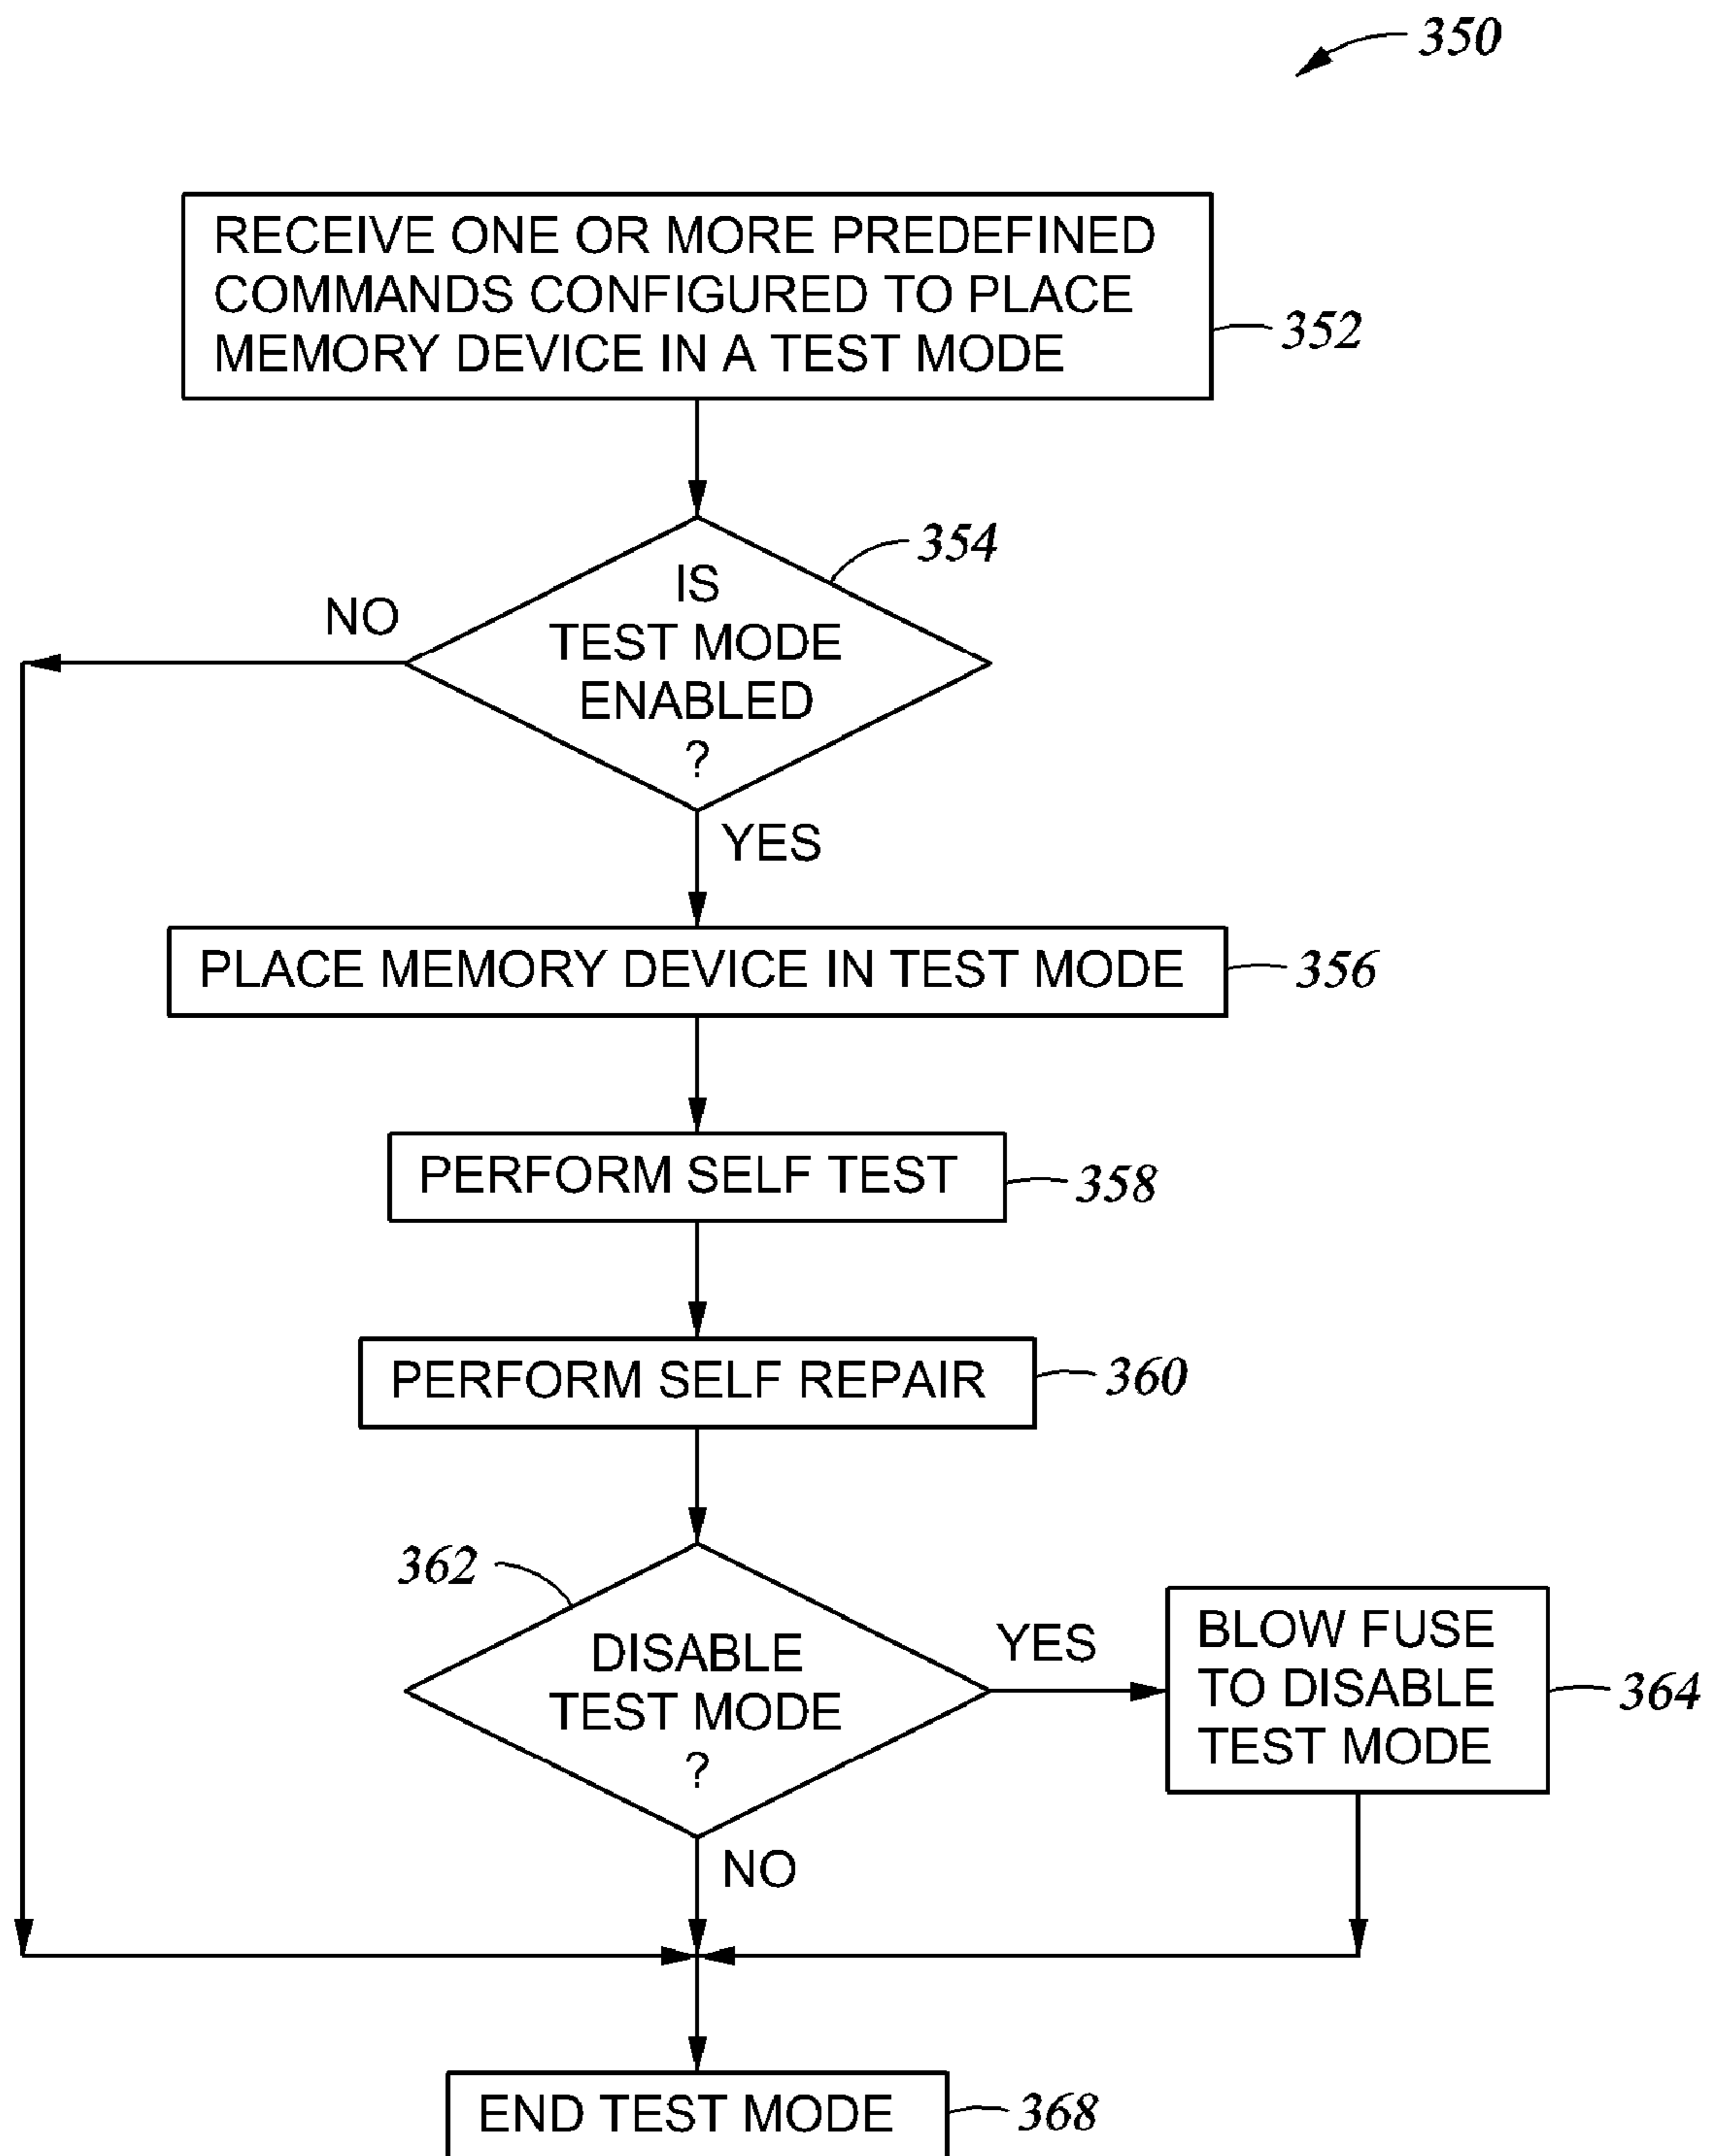 350
RECEIVE ONE OR MORE PREDEFINED
COMMANDS CONFIGURED TO PLACE
MEMORY DEVICE IN A TEST MODE
352
354
IS
TEST MODE
ENABLED
?
NO
YES
PLACE MEMORY DEVICE IN TEST MODE
356
PERFORM SELF TEST
358
PERFORM SELF REPAIR
360
362
DISABLE
TEST MODE
?
YES
BLOW FUSE
TO DISABLE
TEST MODE
364
NO
END TEST MODE
368